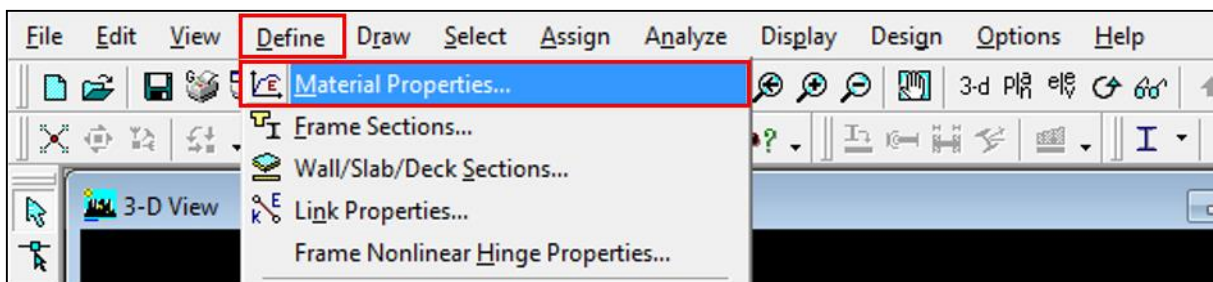 File Edit View Define Draw Select Assign Analyze Display Design Options Help
Material Properties...
3-d
Frame Sections...
Wall/Slab/Deck Sections...
3-D View
Link Properties...
Frame Nonlinear Hinge Properties...